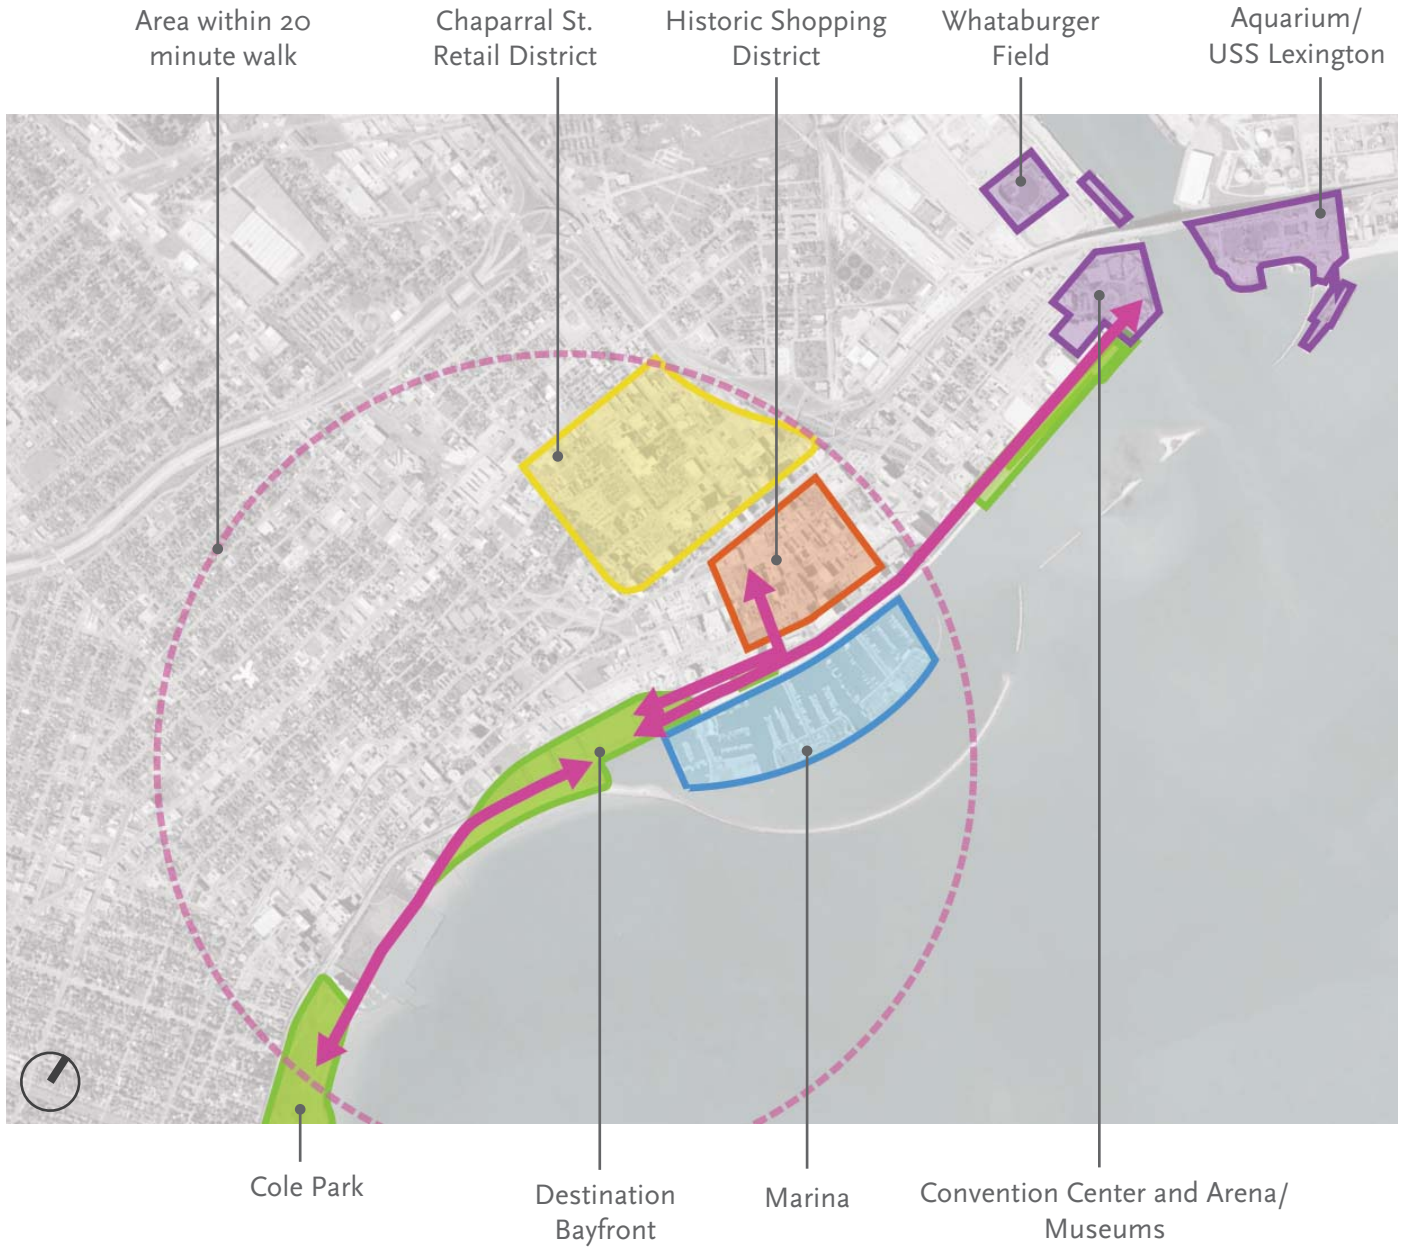 Area within 20
minute walk
Chaparral St.
Retail District
Historic Shopping
District
Whataburger
Field
Aquarium/
USS Lexington
Cole Park
Destination
Bayfront
Marina
Convention Center and Arena/
Museums